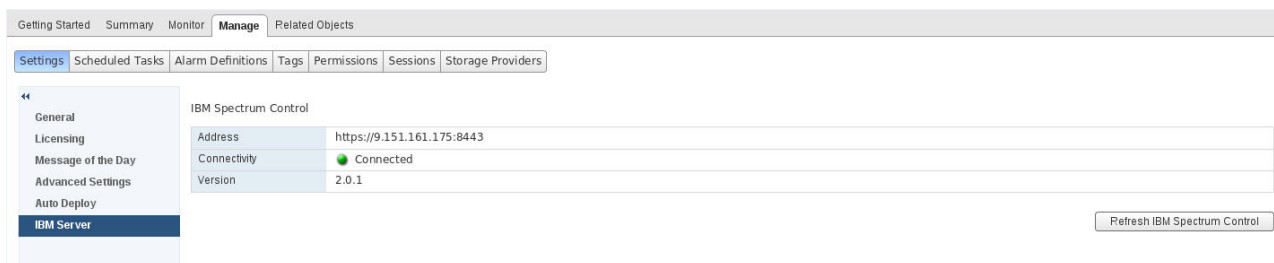 Getting Started Summary Monitor Manage Related Objects
Settings Scheduled Tasks Alarm Definitions Tags Permissions Sessions Storage Providers
General
Licensing
Message of the Day
Advanced Settings
Auto Deploy
IBM Server
IBM Spectrum Control
Address https://9.151.161.175:8443
Connectivity Connected
Version 2.0.1
Refresh IBM Spectrum Control